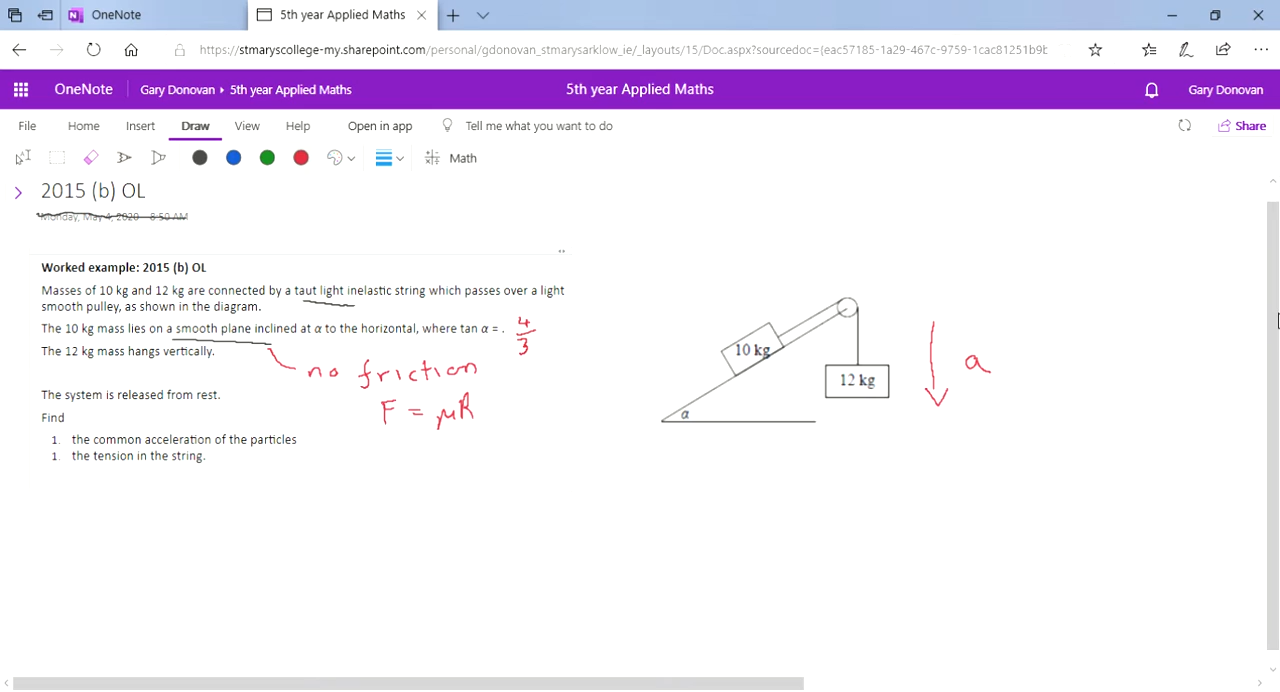 OneNote
5th year Applied Maths
https://stmaryscollege-my.sharepoint.com/personal/gdonovan_stmarysarklow_ie/_layouts/15/Doc.aspx?sourcedoc={eac57185-1a29-467c-9759-1cac81251b9b
OneNote
Gary Donovan › 5th year Applied Maths
5th year Applied Maths
Gary Donovan
File
Home
Insert
Draw
View
Help
Open in app
Tell me what you want to do
Share
Math
2015 (b) OL
Monday, May 4, 2020 8:50 AM
Worked example: 2015 (b) OL
Masses of 10 kg and 12 kg are connected by a taut light inelastic string which passes over a light
smooth pulley, as shown in the diagram.
The 10 kg mass lies on a smooth plane inclined at α to the horizontal, where tan α = . 4/3
The 12 kg mass hangs vertically.
no friction
The system is released from rest.
F = μR
Find
1. the common acceleration of the particles
1. the tension in the string.
10 kg
12 kg
α
a